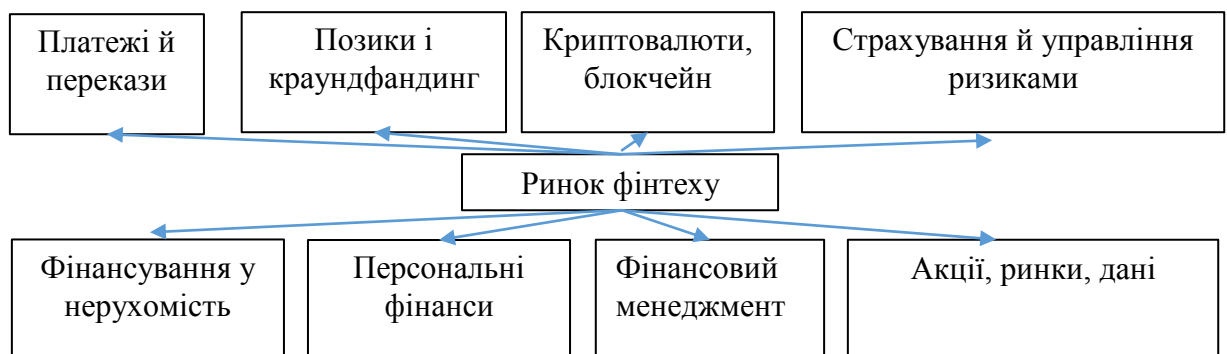 Платежі й
перекази
Позики і
краундфандинг
Криптовалюти,
блокчейн
Страхування й управління
ризиками
Ринок фінтеху
Фінансування у
нерухомість
Персональні
фінанси
Фінансовий
менеджмент
Акції, ринки, дані